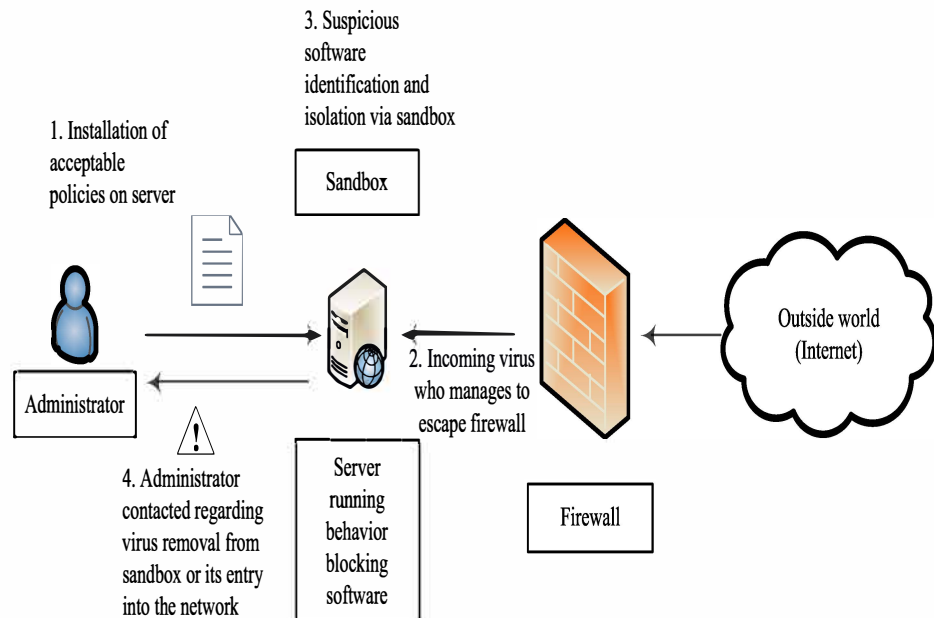 3. Suspicious
software
identification and
isolation via sandbox
1. Installation of
acceptable
policies on server
Sandbox
Outside world
(Internet)
2. Incoming virus
who manages to
escape firewall
Administrator
4. Administrator
contacted regarding
virus removal from
sandbox or its entry
into the network
!
Server
running
behavior
blocking
software
Firewall